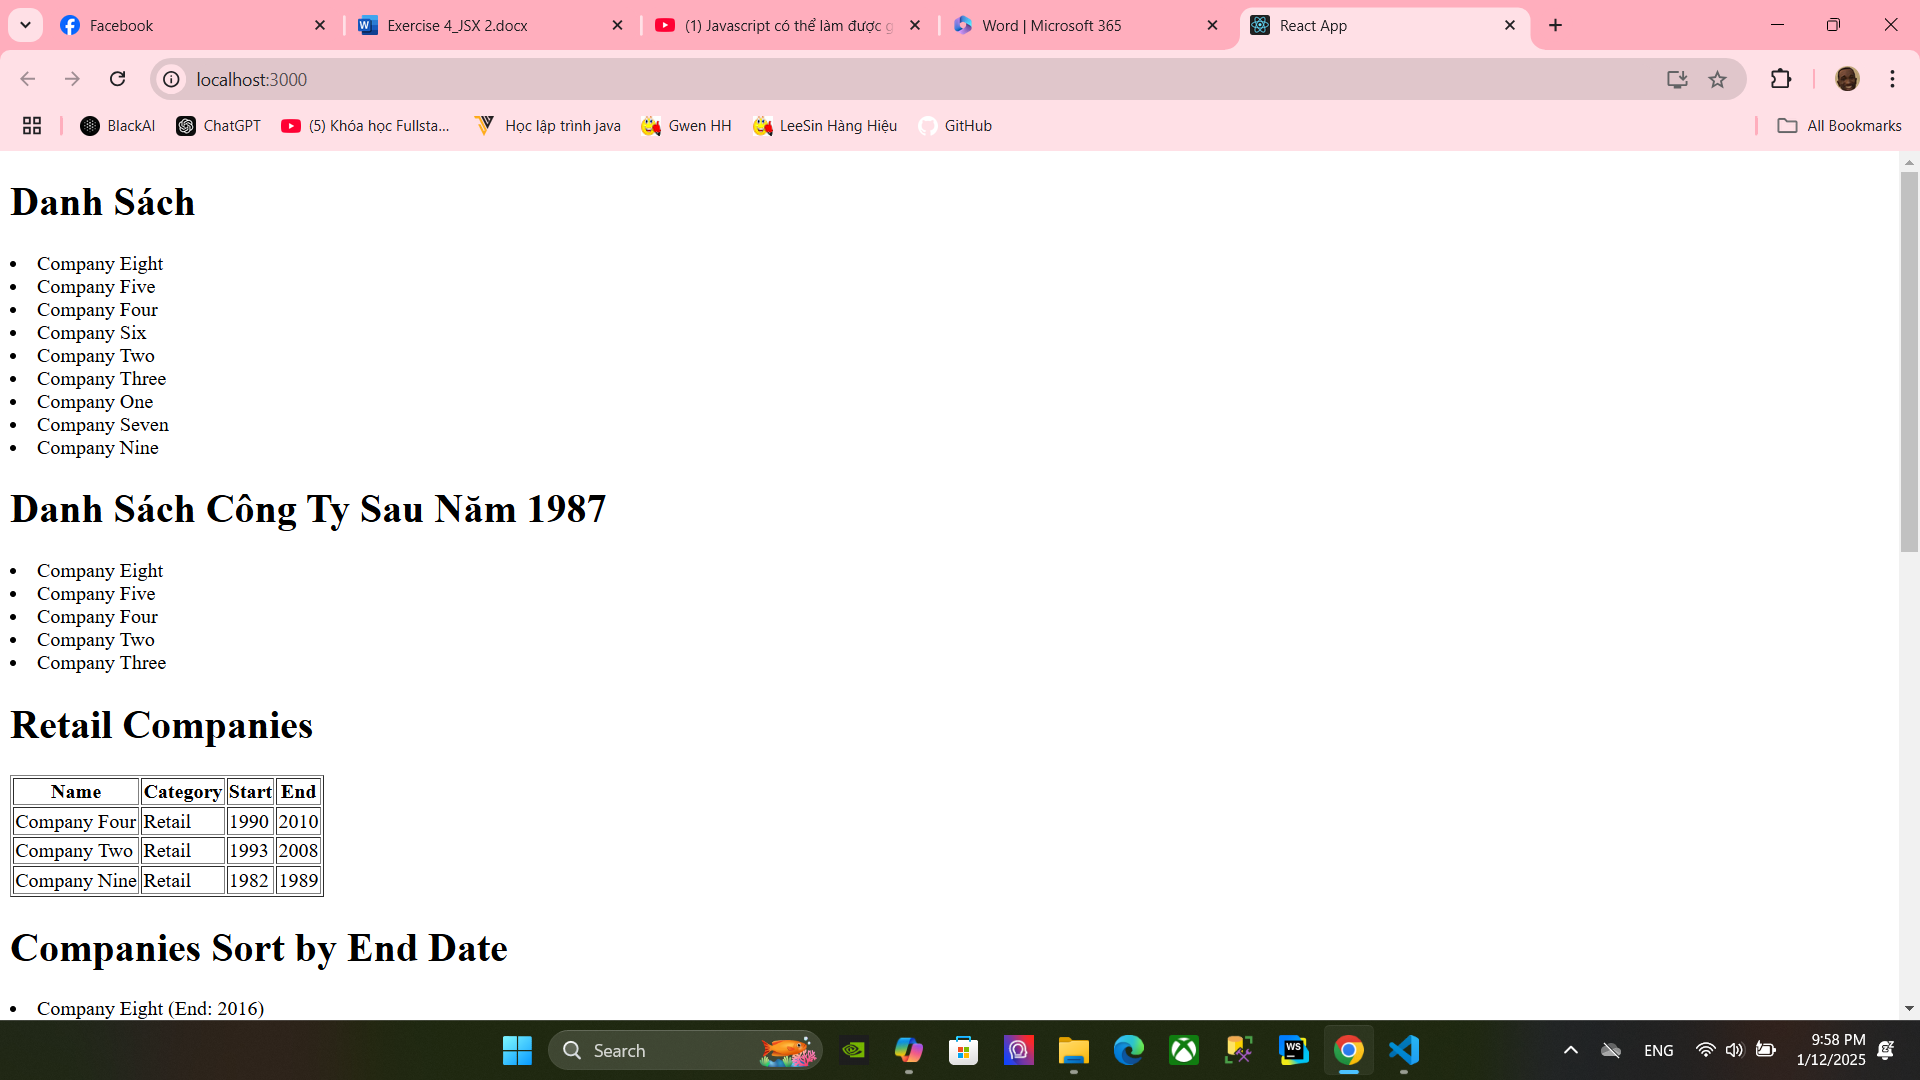 Facebook
Exercise 4_JSX 2.docx
(1) Javascript có thể làm được g
Word | Microsoft 365
React App
localhost:3000
BlackAI
ChatGPT
(5) Khóa học Fullsta...
Học lập trình java
Gwen HH
LeeSin Hàng Hiệu
GitHub
All Bookmarks
Danh Sách
• Company Eight
• Company Five
• Company Four
• Company Six
• Company Two
• Company Three
• Company One
• Company Seven
• Company Nine
Danh Sách Công Ty Sau Năm 1987
• Company Eight
• Company Five
• Company Four
• Company Two
• Company Three
Retail Companies
Name Category Start End
Company Four Retail 1990 2010
Company Two Retail 1993 2008
Company Nine Retail 1982 1989
Companies Sort by End Date
• Company Eight (End: 2016)
Search
WS
ENG
9:58 PM
1/12/2025